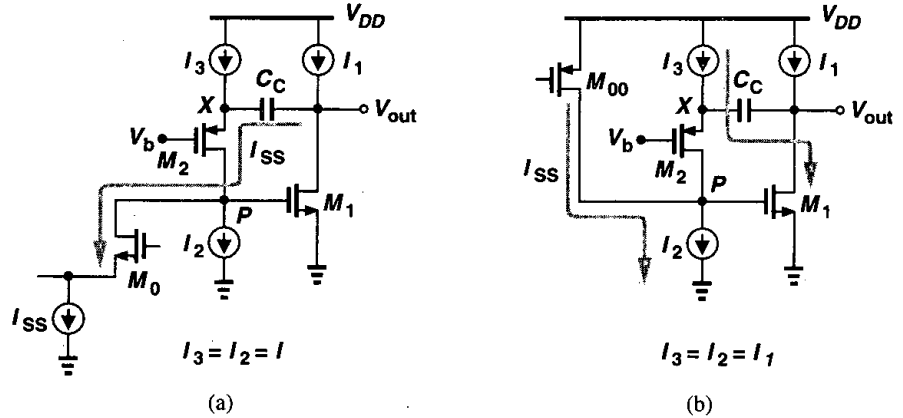 V_DD
I_3
I_1
C_C
X
V_out
V_b
M_2
I_SS
P
M_1
I_2
M_0
I_SS
I_3 = I_2 = I
(a)
V_DD
I_3
I_1
M_00
C_C
X
V_out
V_b
M_2
I_SS
P
M_1
I_2
I_3 = I_2 = I_1
(b)